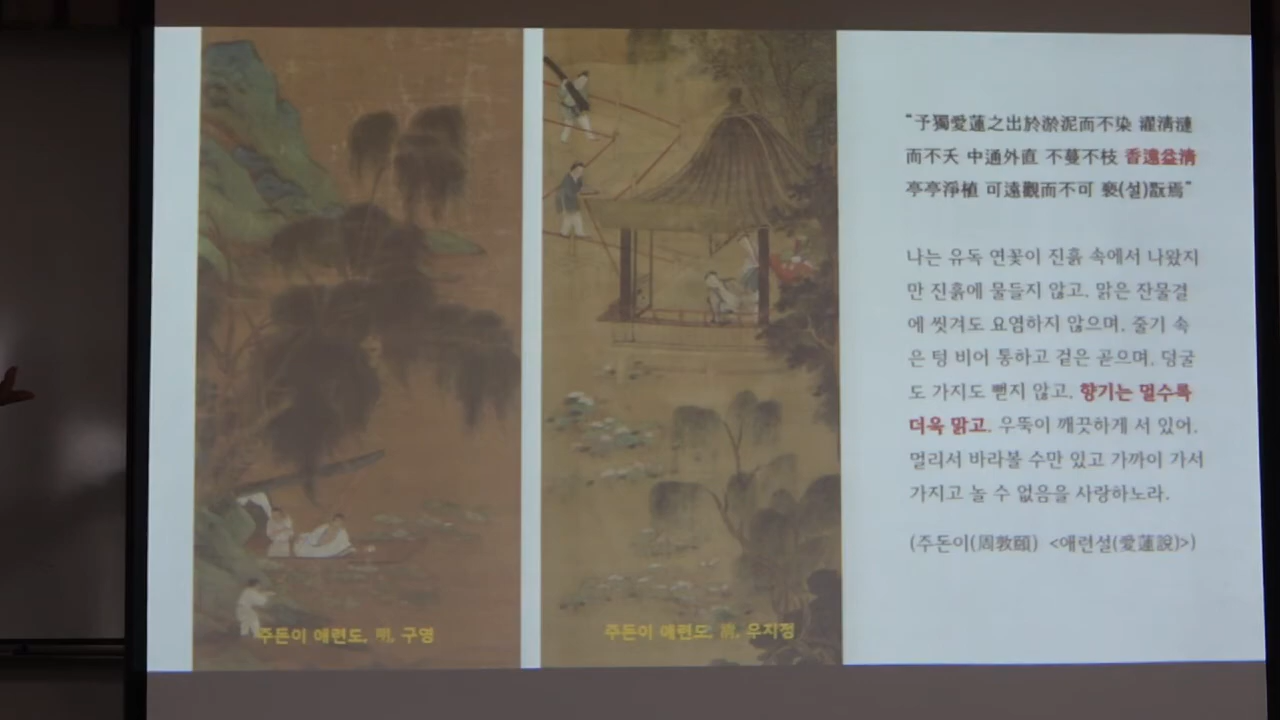 주돈이 애련도, 明, 구영
주돈이 애련도, 우지정
“予獨愛蓮之出於淤泥而不染 濯淸漣
而不夭 中通外直 不蔓不枝 香遠益淸
亭亭淨植 可遠觀而不可 褻(설)翫焉”
나는 유독 연꽃이 진흙 속에서 나왔지
만 진흙에 물들지 않고, 맑은 잔물결
에 씻겨도 요염하지 않으며, 줄기 속
은 텅 비어 통하고 겉은 곧으며, 덩굴
도 가지도 뻗지 않고, 향기는 멀수록
더욱 맑고, 우뚝이 깨끗하게 서 있어,
멀리서 바라볼 수만 있고 가까이 가서
가지고 놀 수 없음을 사랑하노라.
(주돈이(周敦頤) <애련설(愛蓮說)>)